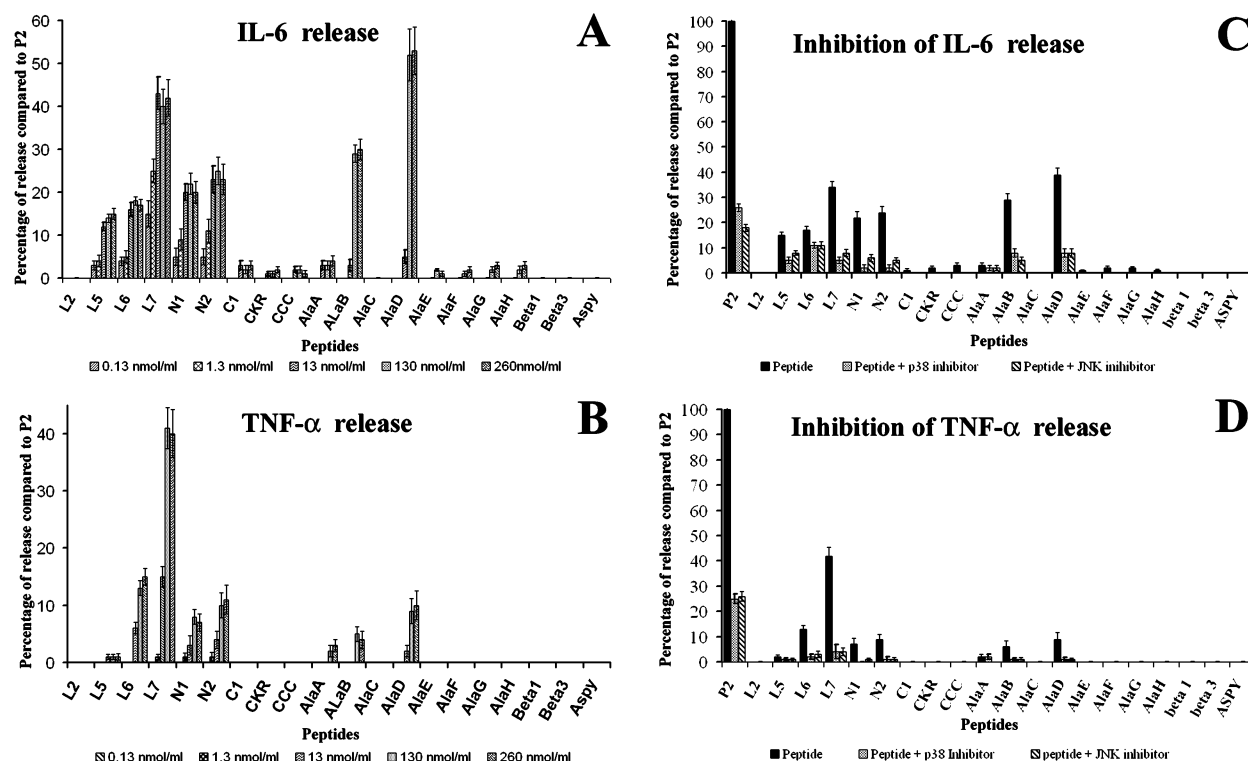 IL-6 release
A
Percentage of release compared to P2
60
50
40
30
20
10
0
L2
L5
L6
L7
N1
N2
C1
CKR
CCC
AlaA
ALaB
AlaC
AlaD
AlaE
AlaF
AlaG
AlaH
Beta1
Beta3
Aspy
Peptides
0.13 nmol/ml 1.3 nmol/ml 13 nmol/ml 130 nmol/ml 260nmol/ml
Inhibition of IL-6 release
C
Percentage of release compared to P2
100
90
80
70
60
50
40
30
20
10
0
P2
L2
L5
L6
L7
N1
N2
C1
CKR
CCC
AlaA
AlaB
AlaC
AlaD
AlaE
AlaF
AlaG
AlaH
beta 1
beta 3
ASPY
Peptides
Peptide Peptide + p38 inhibitor Peptide + JNK inihibitor
TNF-α release
B
Percentage of release compared to P2
40
30
20
10
0
L2
L5
L6
L7
N1
N2
C1
CKR
CCC
AlaA
ALaB
AlaC
AlaD
AlaE
AlaF
AlaG
AlaH
Beta1
Beta3
Aspy
Peptides
0.13 nmol/ml 1.3 nmol/ml 13 nmol/ml 130 nmol/ml 260 nmol/ml
Inhibition of TNF-α release
D
Percentage of release compared to P2
100
90
80
70
60
50
40
30
20
10
0
P2
L2
L5
L6
L7
N1
N2
C1
CKR
CCC
AlaA
AlaB
AlaC
AlaD
AlaE
AlaF
AlaG
AlaH
beta 1
beta 3
ASPY
Peptides
Peptide Peptide + p38 Inhibitor peptide + JNK inhibitor